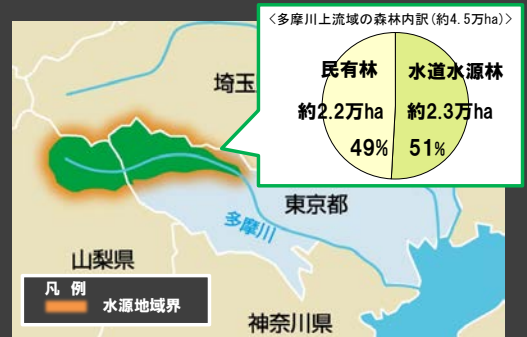 <多摩川上流域の森林内訳(約4.5万ha)>
民有林
約2.2万ha
49%
水道水源林
約2.3万ha
51%
埼玉
東京都
多摩川
山梨県
凡 例
水源地域界
神奈川県